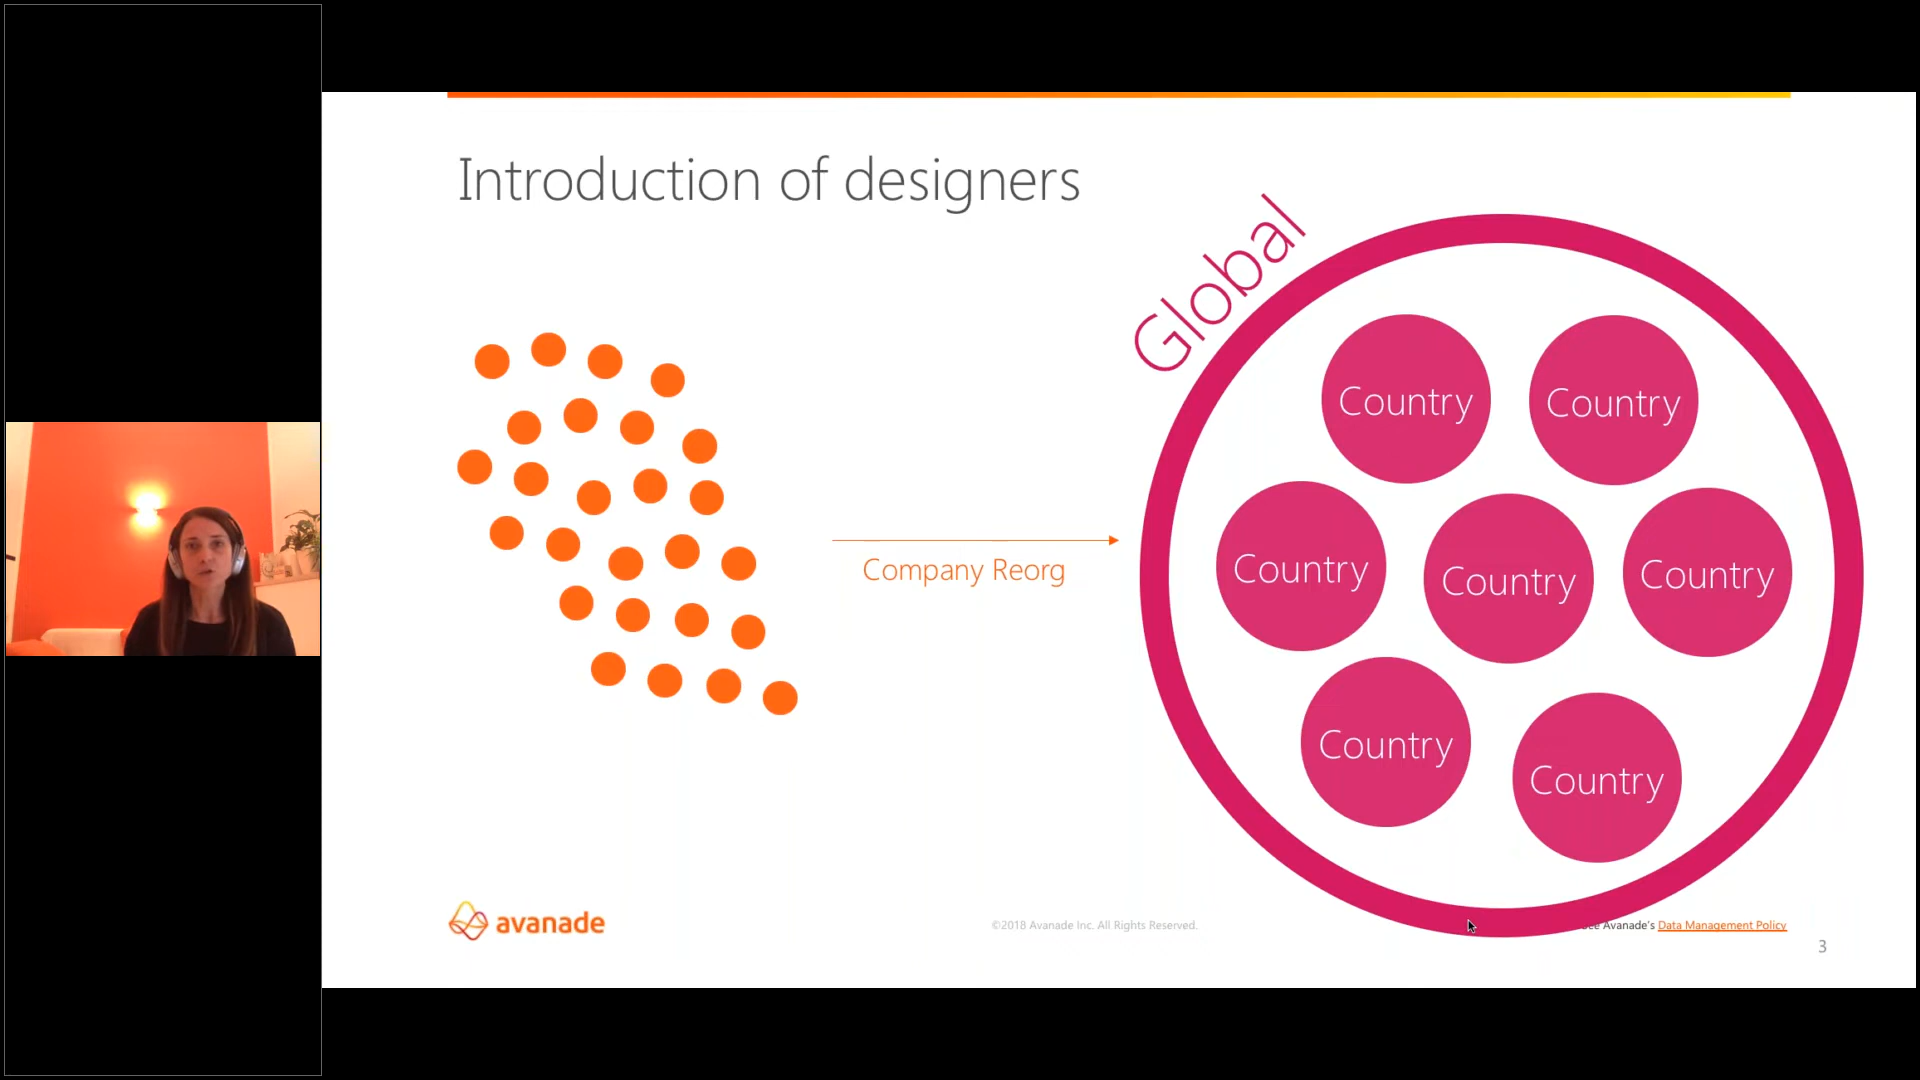 Introduction of designers
Global
Country
Country
Country
Country
Country
Country
Country
Company Reorg
avanade
©2018 Avanade Inc. All Rights Reserved.
Avanade's Data Management Policy
3